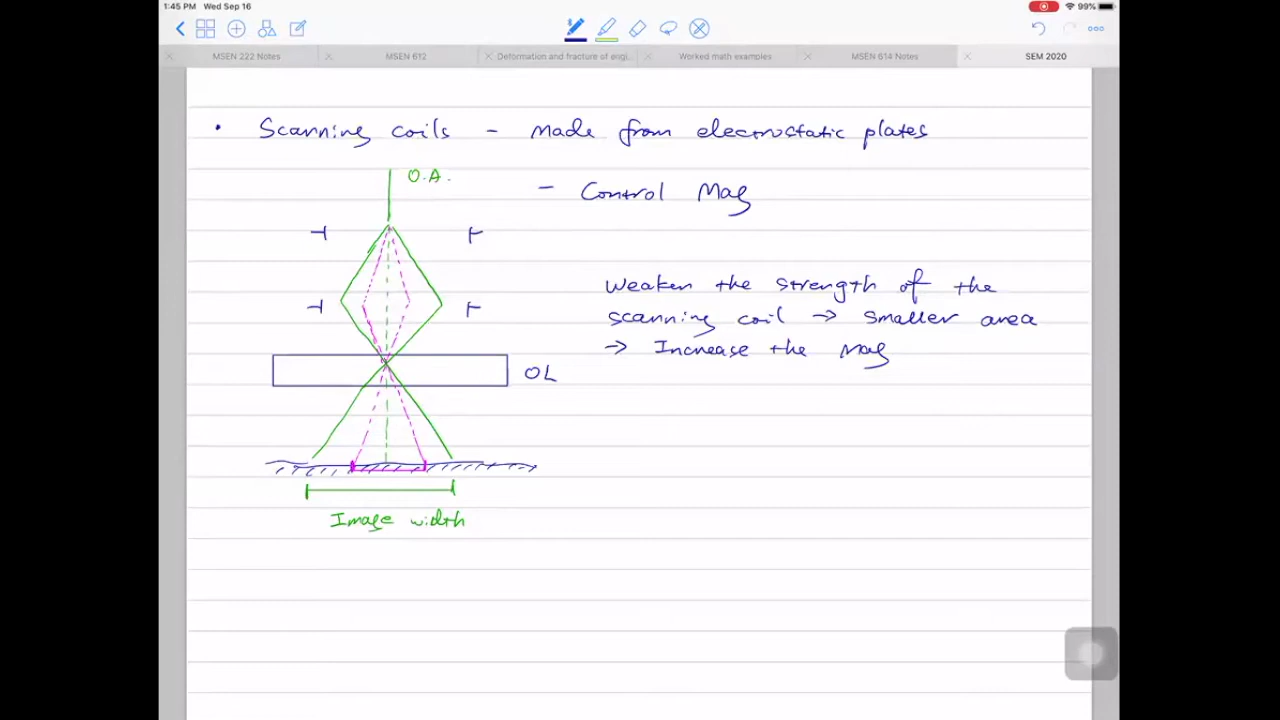 1:45 PM Wed Sep 16
99%
MSEN 222 Notes
MSEN 612
Deformation and fracture of engi...
Worked math examples
MSEN 614 Notes
SEM 2020
• Scanning coils - made from electrostatic plates
O.A.
- Control Mag
Weaken the strength of the
scanning coil → smaller area
→ Increase the mag
OL
Image width